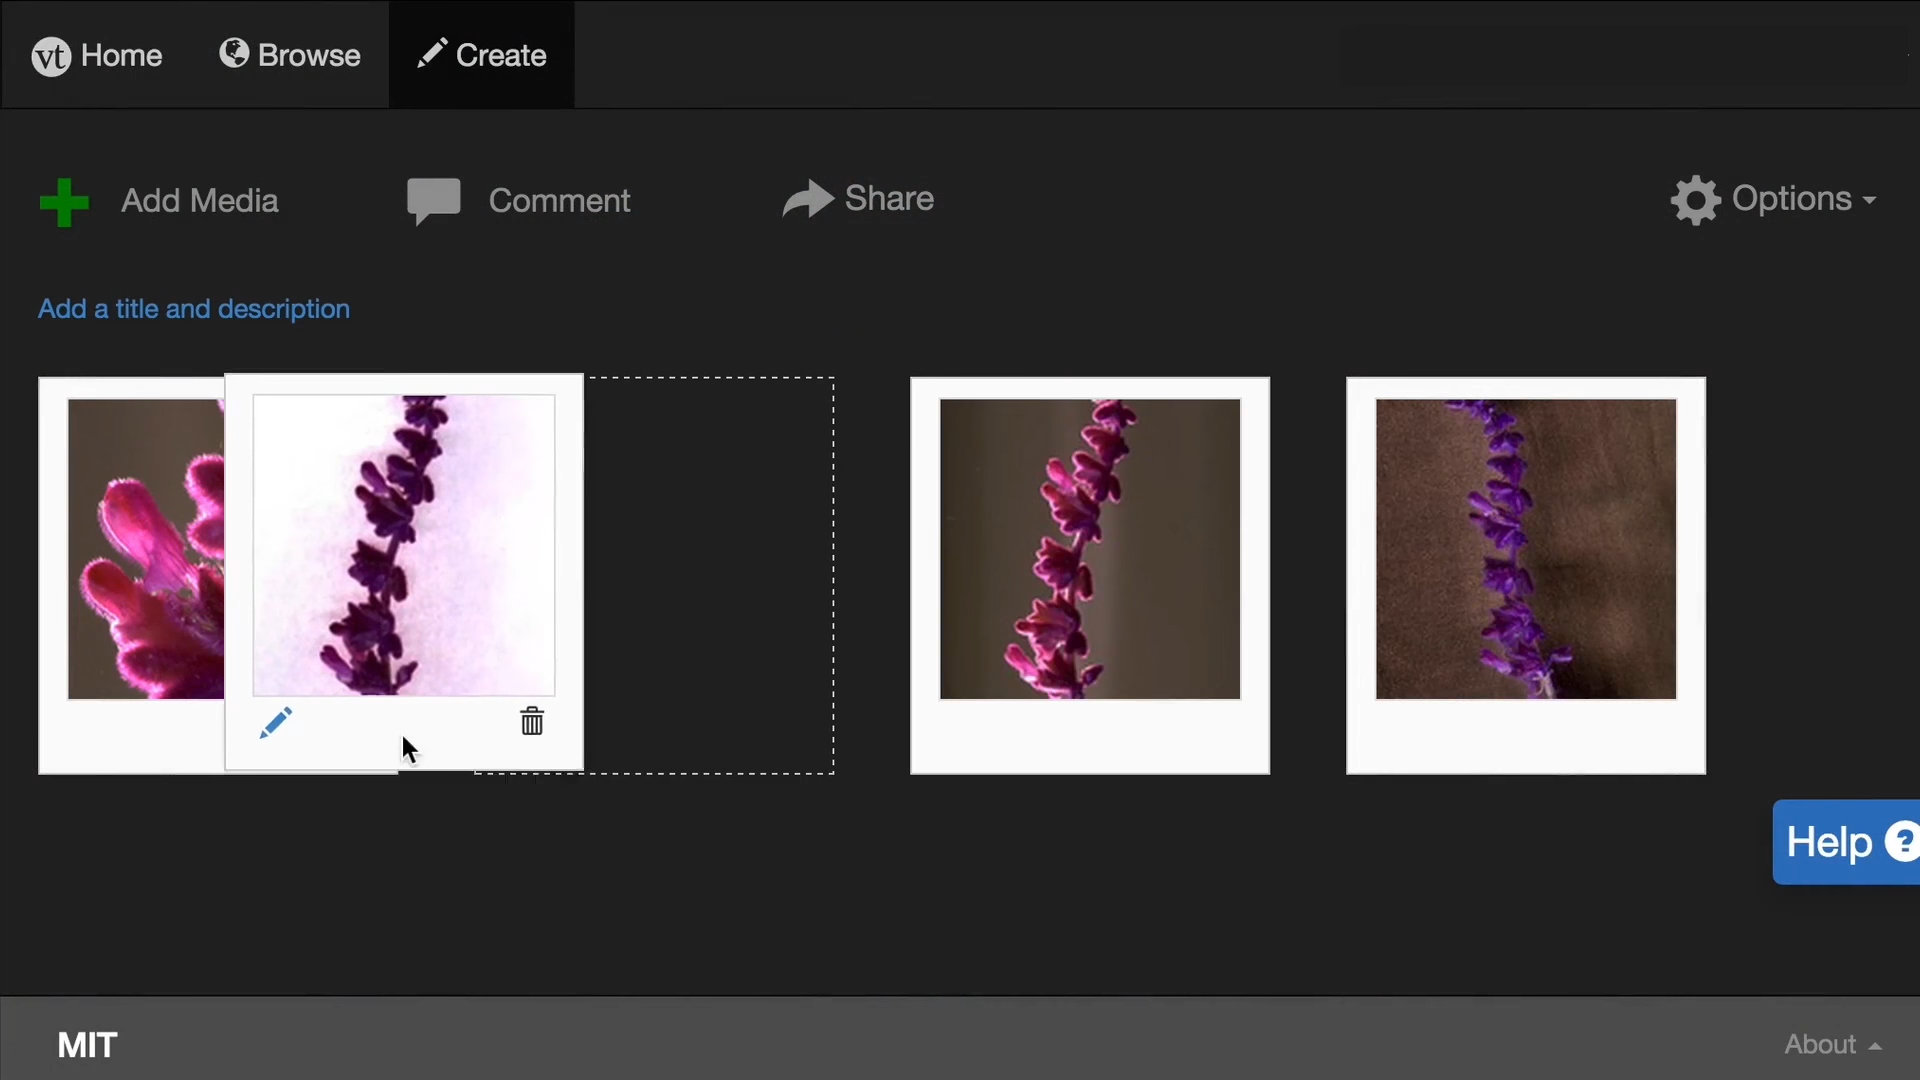 vt Home Browse Create
Add Media Comment Share Options
Add a title and description
Help ?
MIT About